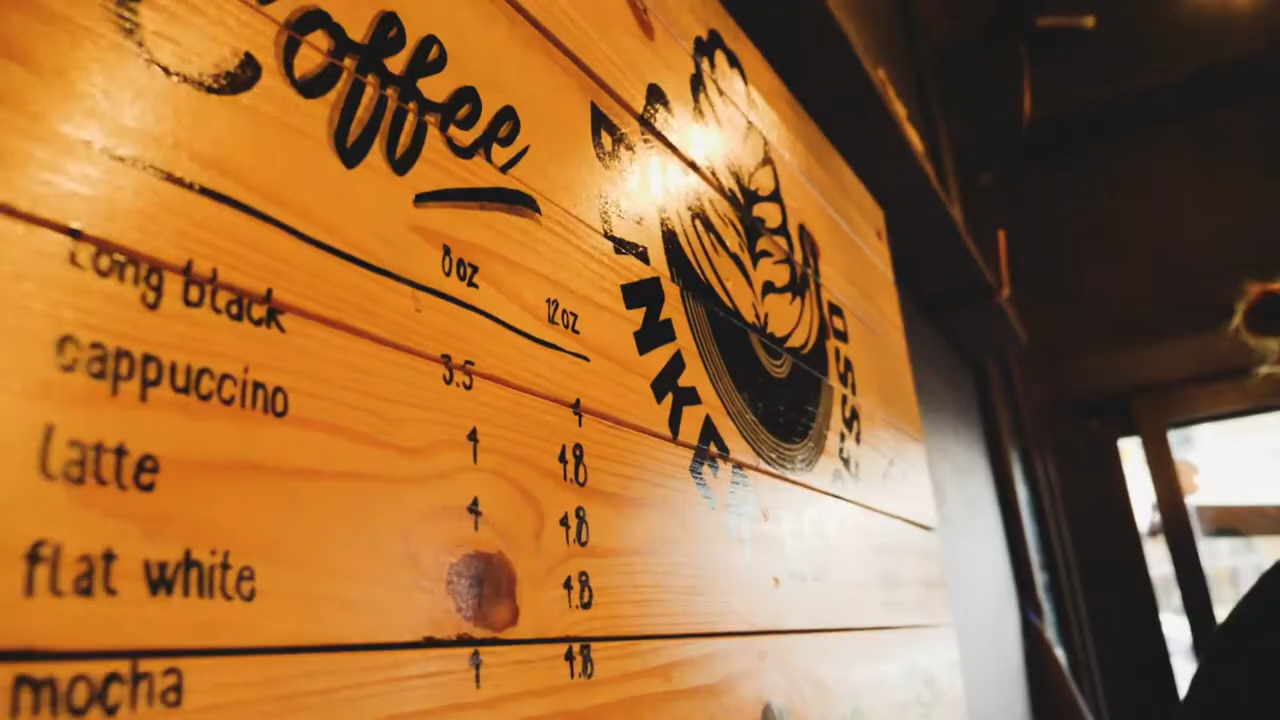 Coffee
8oz 12oz
Long black 3.5 4
cappuccino 4 4.8
latte 4 4.8
flat white 4.8
mocha 4 4.8